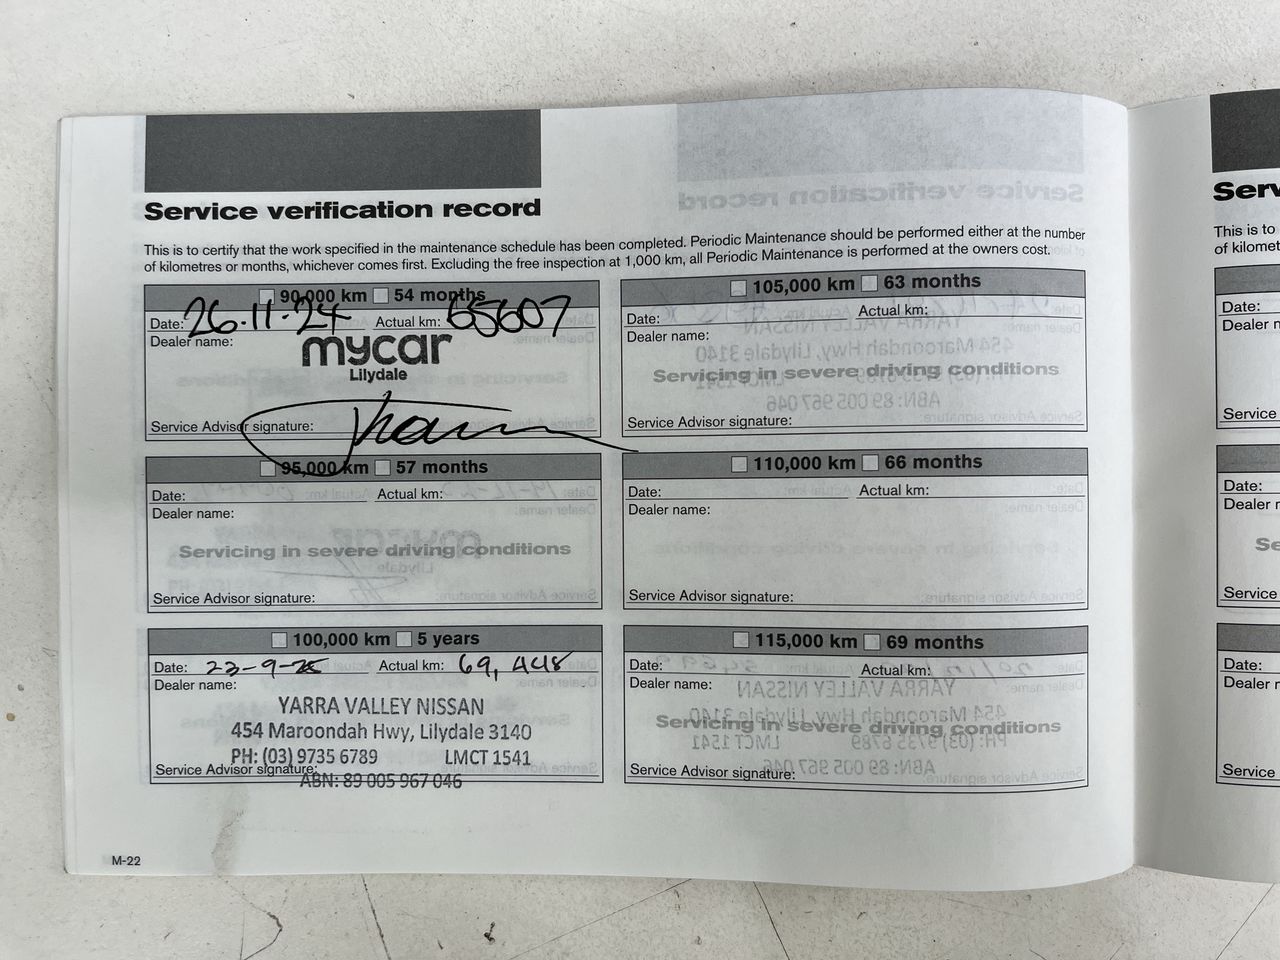 Service verification record
This is to certify that the work specified in the maintenance schedule has been completed. Periodic Maintenance should be performed either at the number
of kilometres or months, whichever comes first. Excluding the free inspection at 1,000 km, all Periodic Maintenance is performed at the owners cost.
90,000 km 54 months
Date: 26.11.24 Actual km: 65607
Dealer name:
mycar
Lilydale
Service Advisor signature:
95,000 km 57 months
Date: Actual km:
Dealer name:
Servicing in severe driving conditions
Service Advisor signature:
100,000 km 5 years
Date: 23-9-25 Actual km: 69,448
Dealer name:
YARRA VALLEY NISSAN
454 Maroondah Hwy, Lilydale 3140
PH: (03) 9735 6789 LMCT 1541
Service Advisor signature:
ABN: 89 005 967 046
105,000 km 63 months
Date: Actual km:
Dealer name:
Servicing in severe driving conditions
Service Advisor signature:
110,000 km 66 months
Date: Actual km:
Dealer name:
Service Advisor signature:
115,000 km 69 months
Date: Actual km:
Dealer name:
Servicing in severe driving conditions
Service Advisor signature:
M-22
Serv
This is to
of kilomet
Date:
Dealer n
Service
Date:
Dealer n
Se
Service
Date:
Dealer n
Service